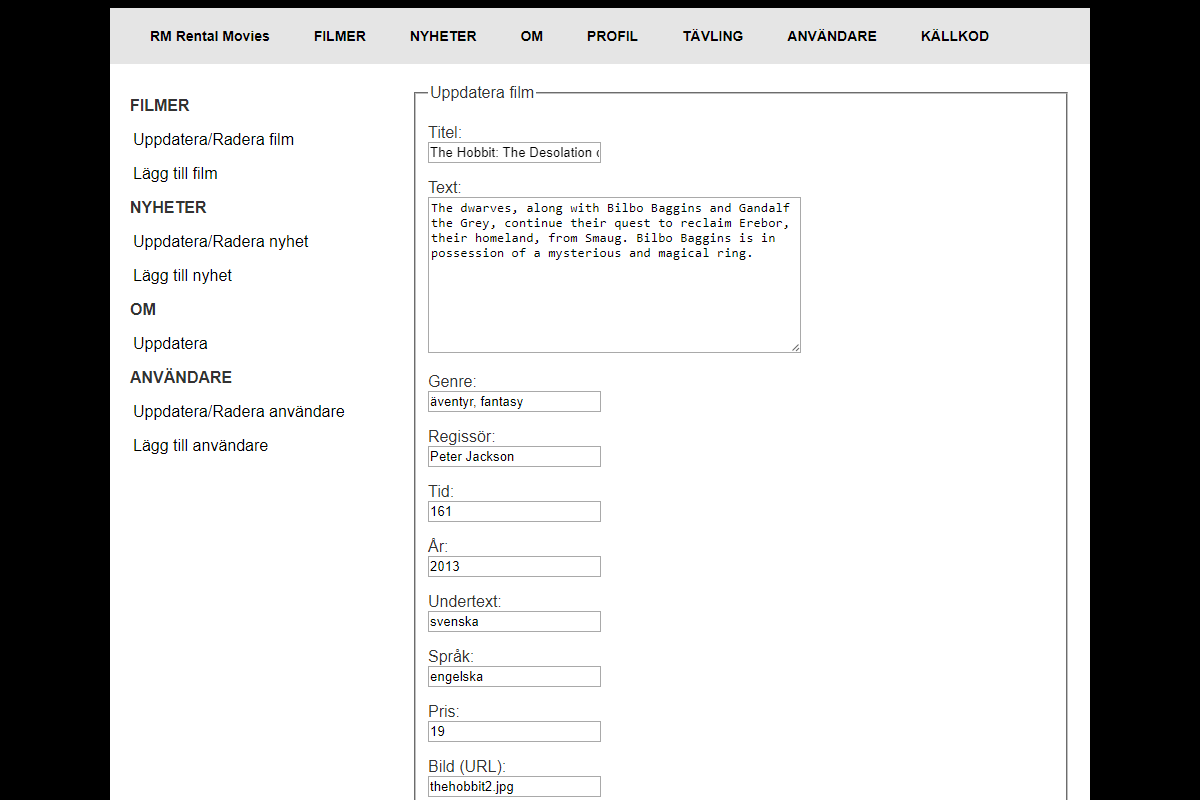 RM Rental Movies FILMER NYHETER OM PROFIL TÄVLING ANVÄNDARE KÄLLKOD
FILMER
Uppdatera/Radera film
Lägg till film
NYHETER
Uppdatera/Radera nyhet
Lägg till nyhet
OM
Uppdatera
ANVÄNDARE
Uppdatera/Radera användare
Lägg till användare
Uppdatera film
Titel:
The Hobbit: The Desolation
Text:
The dwarves, along with Bilbo Baggins and Gandalf
the Grey, continue their quest to reclaim Erebor,
their homeland, from Smaug. Bilbo Baggins is in
possession of a mysterious and magical ring.
Genre:
äventyr, fantasy
Regissör:
Peter Jackson
Tid:
161
År:
2013
Undertext:
svenska
Språk:
engelska
Pris:
19
Bild (URL):
thehobbit2.jpg